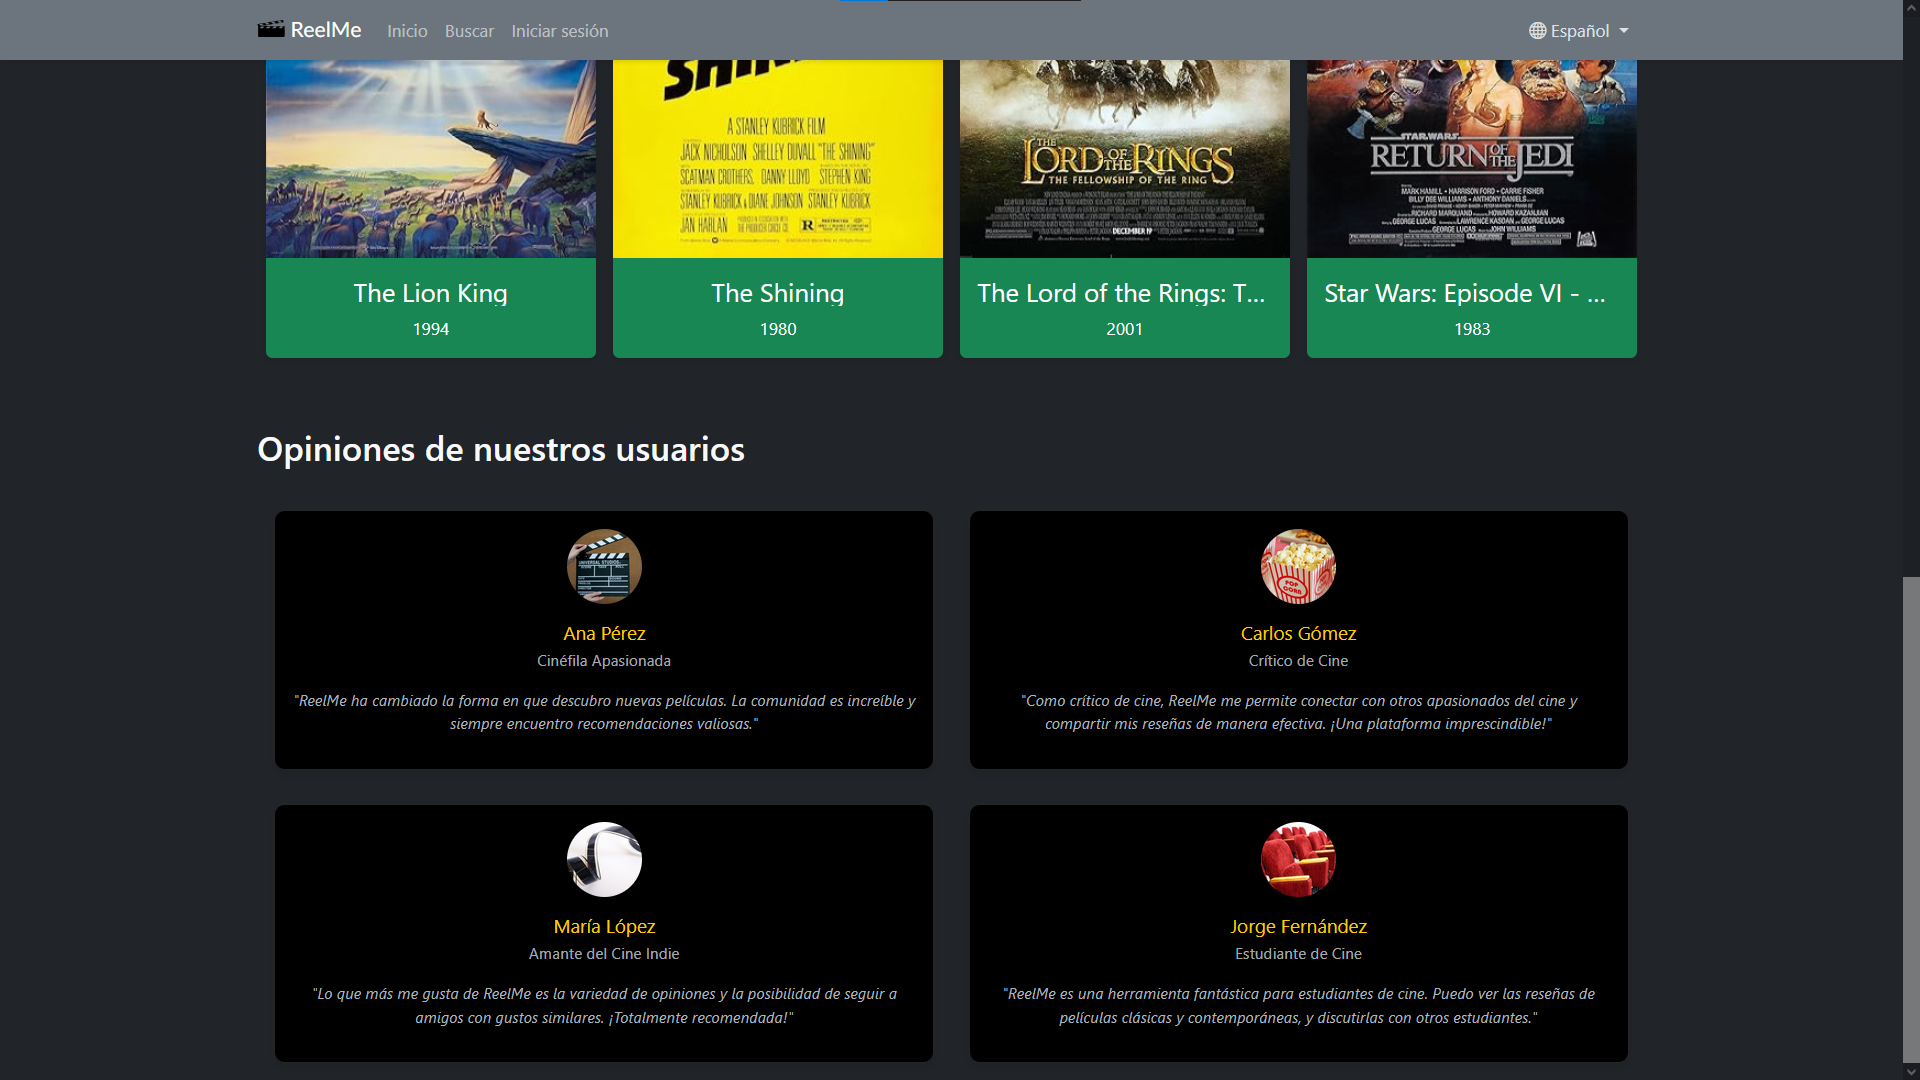 ReelMe Inicio Buscar Iniciar sesión Español
A STANLEY KUBRICK FILM
JACK NICHOLSON SHELLEY DUVALL "THE SHINING"
SCATMAN CROTHERS, DANNY LLOYD STEPHEN KING
STANLEY KUBRICK & DIANE JOHNSON STANLEY KUBRICK
JAN HARLAN
R RESTRICTED
THE LORD OF THE RINGS
THE FELLOWSHIP OF THE RING
DECEMBER 19
STAR WARS
RETURN OF THE JEDI
MARK HAMILL • HARRISON FORD • CARRIE FISHER
BILLY DEE WILLIAMS • ANTHONY DANIELS
RICHARD MARQUAND HOWARD KAZANJIAN
GEORGE LUCAS LAWRENCE KASDAN GEORGE LUCAS
GEORGE LUCAS JOHN WILLIAMS
The Lion King
1994
The Shining
1980
The Lord of the Rings: T...
2001
Star Wars: Episode VI - ...
1983
Opiniones de nuestros usuarios
UNIVERSAL STUDIOS
Ana Pérez
Cinéfila Apasionada
"ReelMe ha cambiado la forma en que descubro nuevas películas. La comunidad es increíble y
siempre encuentro recomendaciones valiosas."
POP
CORN
Carlos Gómez
Crítico de Cine
"Como crítico de cine, ReelMe me permite conectar con otros apasionados del cine y
compartir mis reseñas de manera efectiva. ¡Una plataforma imprescindible!"
María López
Amante del Cine Indie
"Lo que más me gusta de ReelMe es la variedad de opiniones y la posibilidad de seguir a
amigos con gustos similares. ¡Totalmente recomendada!"
Jorge Fernández
Estudiante de Cine
"ReelMe es una herramienta fantástica para estudiantes de cine. Puedo ver las reseñas de
películas clásicas y contemporáneas, y discutirlas con otros estudiantes."